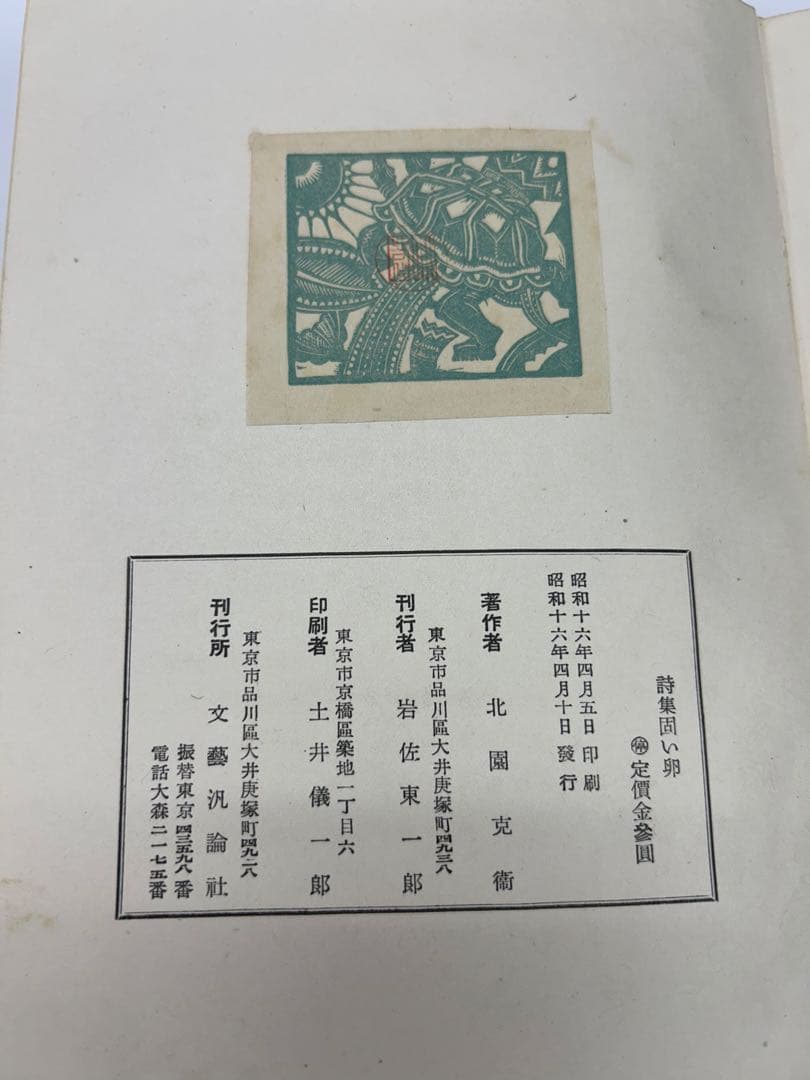 詩集固い卵
㊝定價金參圓
昭和十六年四月五日 印刷
昭和十六年四月十日 發行
著作者 北園克衞
東京市品川區大井庚塚町四九三八
刊行者 岩佐東一郎
東京市京橋區築地一丁目六
印刷者 土井儀一郎
東京市品川區大井庚塚町四九二八
刊行所 文藝汎論社
振替東京四三五九八番
電話大森二一七五番